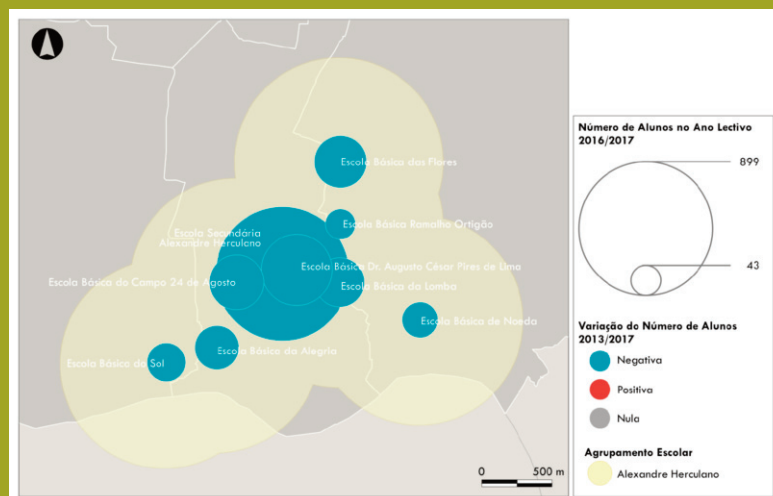 Escola Básica das Flores
Escola Básica Ramalho Ortigão
Escola Secundária
Alexandre Herculano
Escola Básica Dr. Augusto César Pires de Lima
Escola Básica do Campo 24 de Agosto
Escola Básica da Lomba
Escola Básica de Noeda
Escola Básica da Alegria
Escola Básica do Sol
0
500 m
Número de Alunos no Ano Lectivo
2016/2017
899
43
Variação do Número de Alunos
2013/2017
Negativa
Positiva
Nula
Agrupamento Escolar
Alexandre Herculano